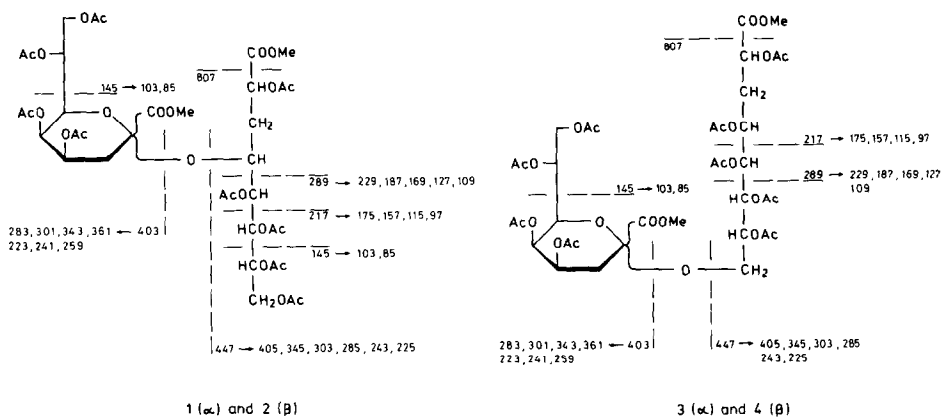 OAc
AcO
145 → 103,85
AcO
AcO
OAc
O
COOMe
O
COOMe
807
OAc
CH2
CH
289 → 229,187,169,127,109
AcOCH
217 → 175,157,115,97
HCOAc
145 → 103,85
HCOAc
CH2OAc
283,301,343,361 ← 403
223,241,259
447 → 405,345,303,285,243,225
1 (α) and 2 (β)
COOMe
807
OAc
CH2
AcOCH
217 → 175,157,115,97
AcOCH
289 → 229,187,169,127
109
HCOAc
HCOAc
CH2
OAc
AcO
145 → 103,85
AcO
AcO
OAc
O
COOMe
O
283,301,343,361 ← 403
223,241,259
447 → 405,345,303,285
243,225
3 (α) and 4 (β)